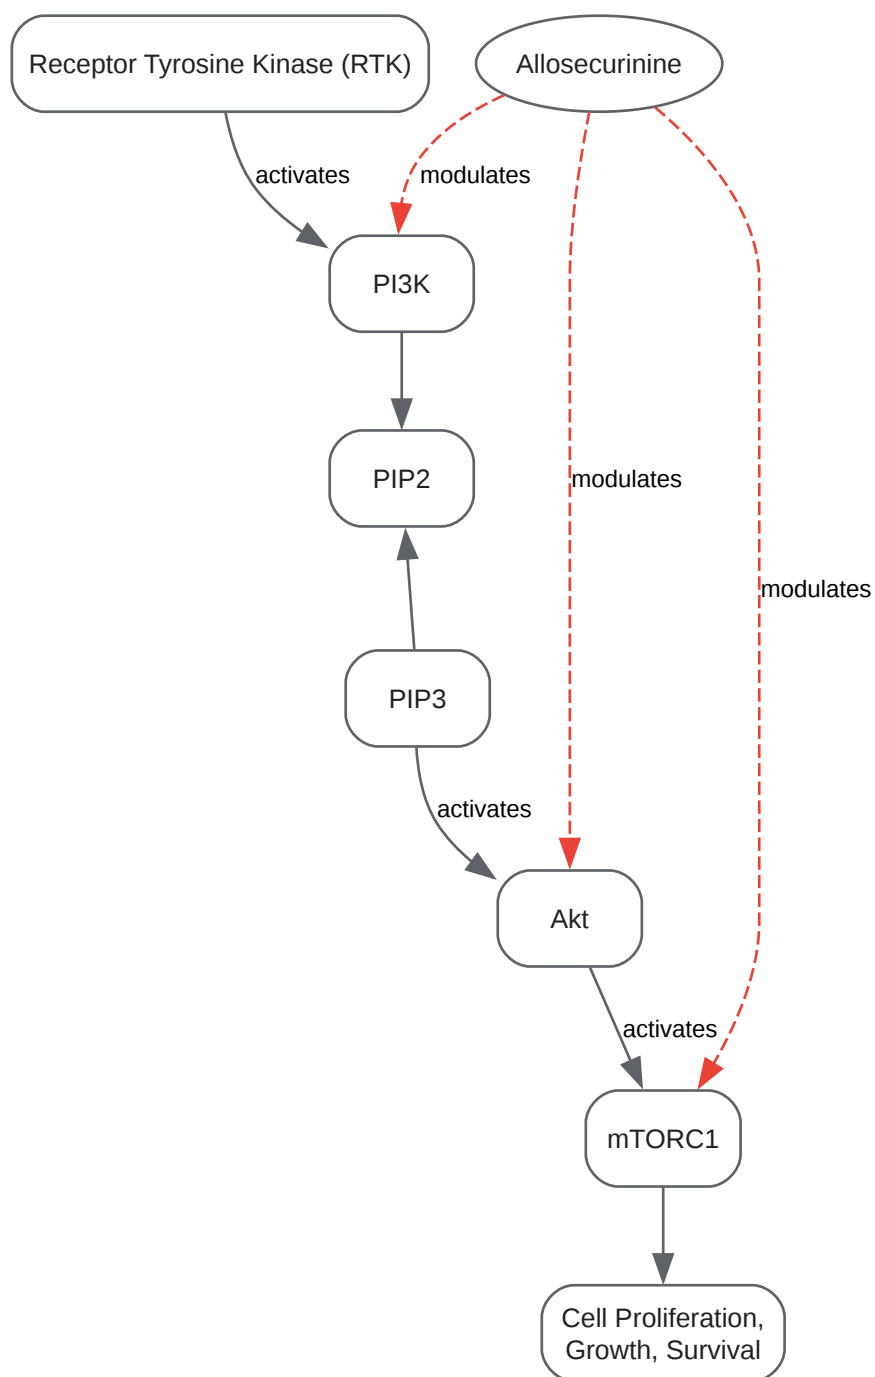 Receptor Tyrosine Kinase (RTK)
Allosecurinine
activates
modulates
PI3K
PIP2
modulates
modulates
PIP3
activates
Akt
activates
mTORC1
Cell Proliferation,
Growth, Survival